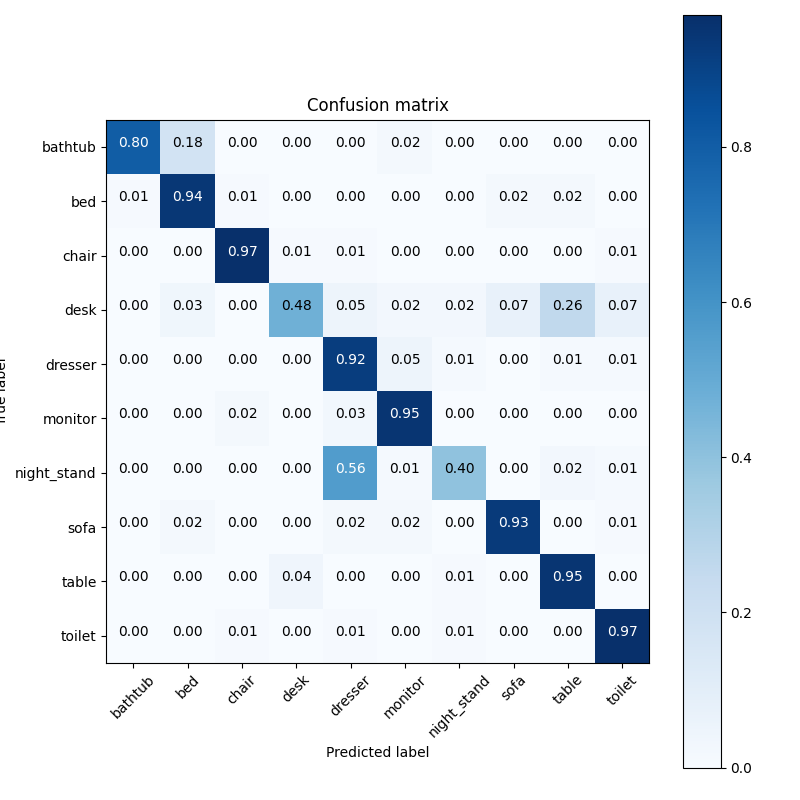 Confusion matrix
bathtub 0.80 0.18 0.00 0.00 0.00 0.02 0.00 0.00 0.00 0.00
bed 0.01 0.94 0.01 0.00 0.00 0.00 0.00 0.02 0.02 0.00
chair 0.00 0.00 0.97 0.01 0.01 0.00 0.00 0.00 0.00 0.01
desk 0.00 0.03 0.00 0.48 0.05 0.02 0.02 0.07 0.26 0.07
dresser 0.00 0.00 0.00 0.00 0.92 0.05 0.01 0.00 0.01 0.01
monitor 0.00 0.00 0.02 0.00 0.03 0.95 0.00 0.00 0.00 0.00
night_stand 0.00 0.00 0.00 0.00 0.56 0.01 0.40 0.00 0.02 0.01
sofa 0.00 0.02 0.00 0.00 0.02 0.02 0.00 0.93 0.00 0.01
table 0.00 0.00 0.00 0.04 0.00 0.00 0.01 0.00 0.95 0.00
toilet 0.00 0.00 0.01 0.00 0.01 0.00 0.01 0.00 0.00 0.97
bathtub bed chair desk dresser monitor night_stand sofa table toilet
Predicted label
True label
0.8
0.6
0.4
0.2
0.0